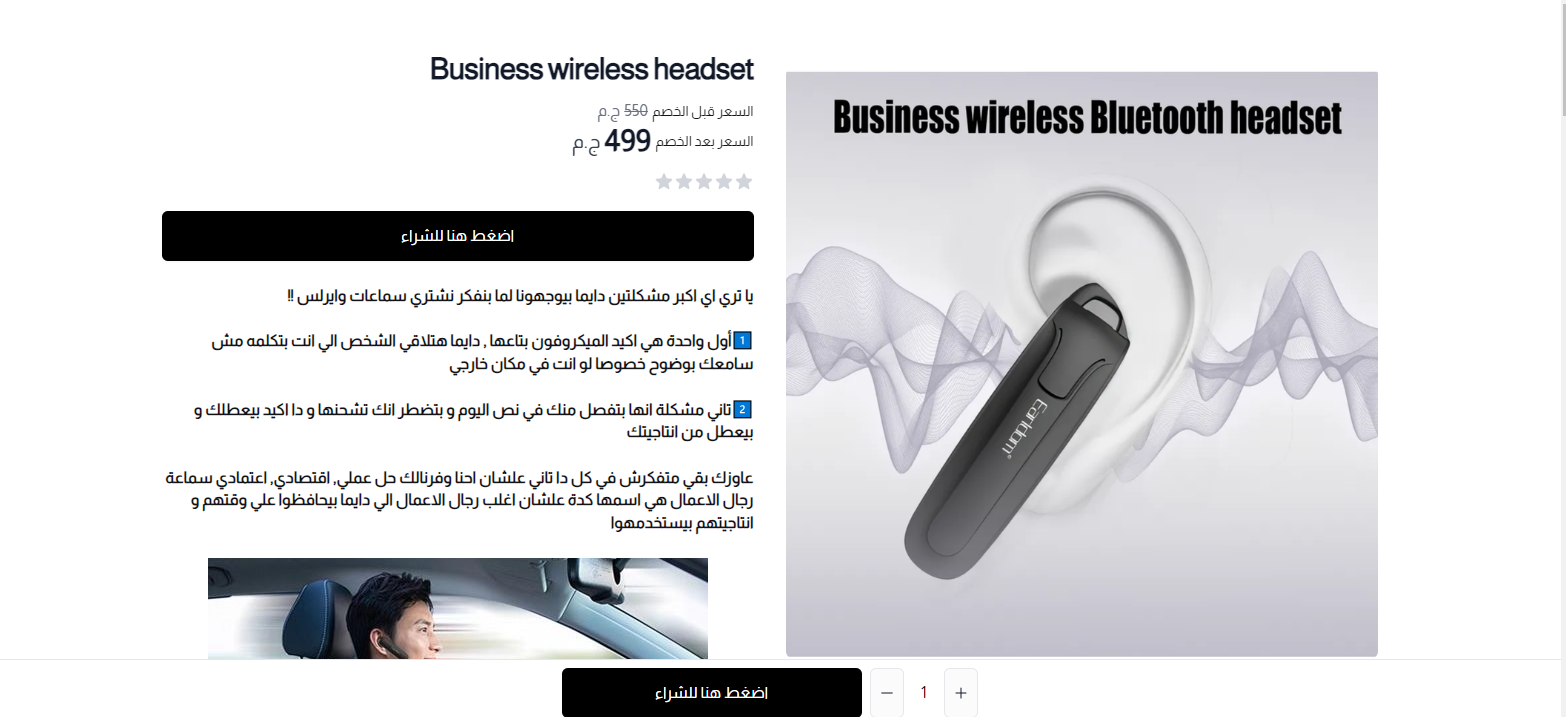 Business wireless headset
السعر قبل الخصم 550 ج.م
السعر بعد الخصم 499 ج.م
اضغط هنا للشراء
يا تري اي اكبر مشكلتين دايما بيوجهونا لما بنفكر نشتري سماعات وايرلس !!
1️⃣أول واحدة هي اكيد الميكروفون بتاعها , دايما هتلاقي الشخص الي انت بتكلمه مش
سامعك بوضوح خصوصا لو انت في مكان خارجي
2️⃣تاني مشكلة انها بتفصل منك في نص اليوم و بتضطر انك تشحنها و دا اكيد بيعطلك و
بيعطل من انتاجيتك
عاوزك بقي متفكرش في كل دا تاني علشان احنا وفرنالك حل عملي, اقتصادي, اعتمادي سماعة
رجال الاعمال هي اسمها كدة علشان اغلب رجال الاعمال الي دايما بيحافظوا علي وقتهم و
انتاجيتهم بيستخدمهوا
Business wireless Bluetooth headset
Earldom®
اضغط هنا للشراء
− 1 +